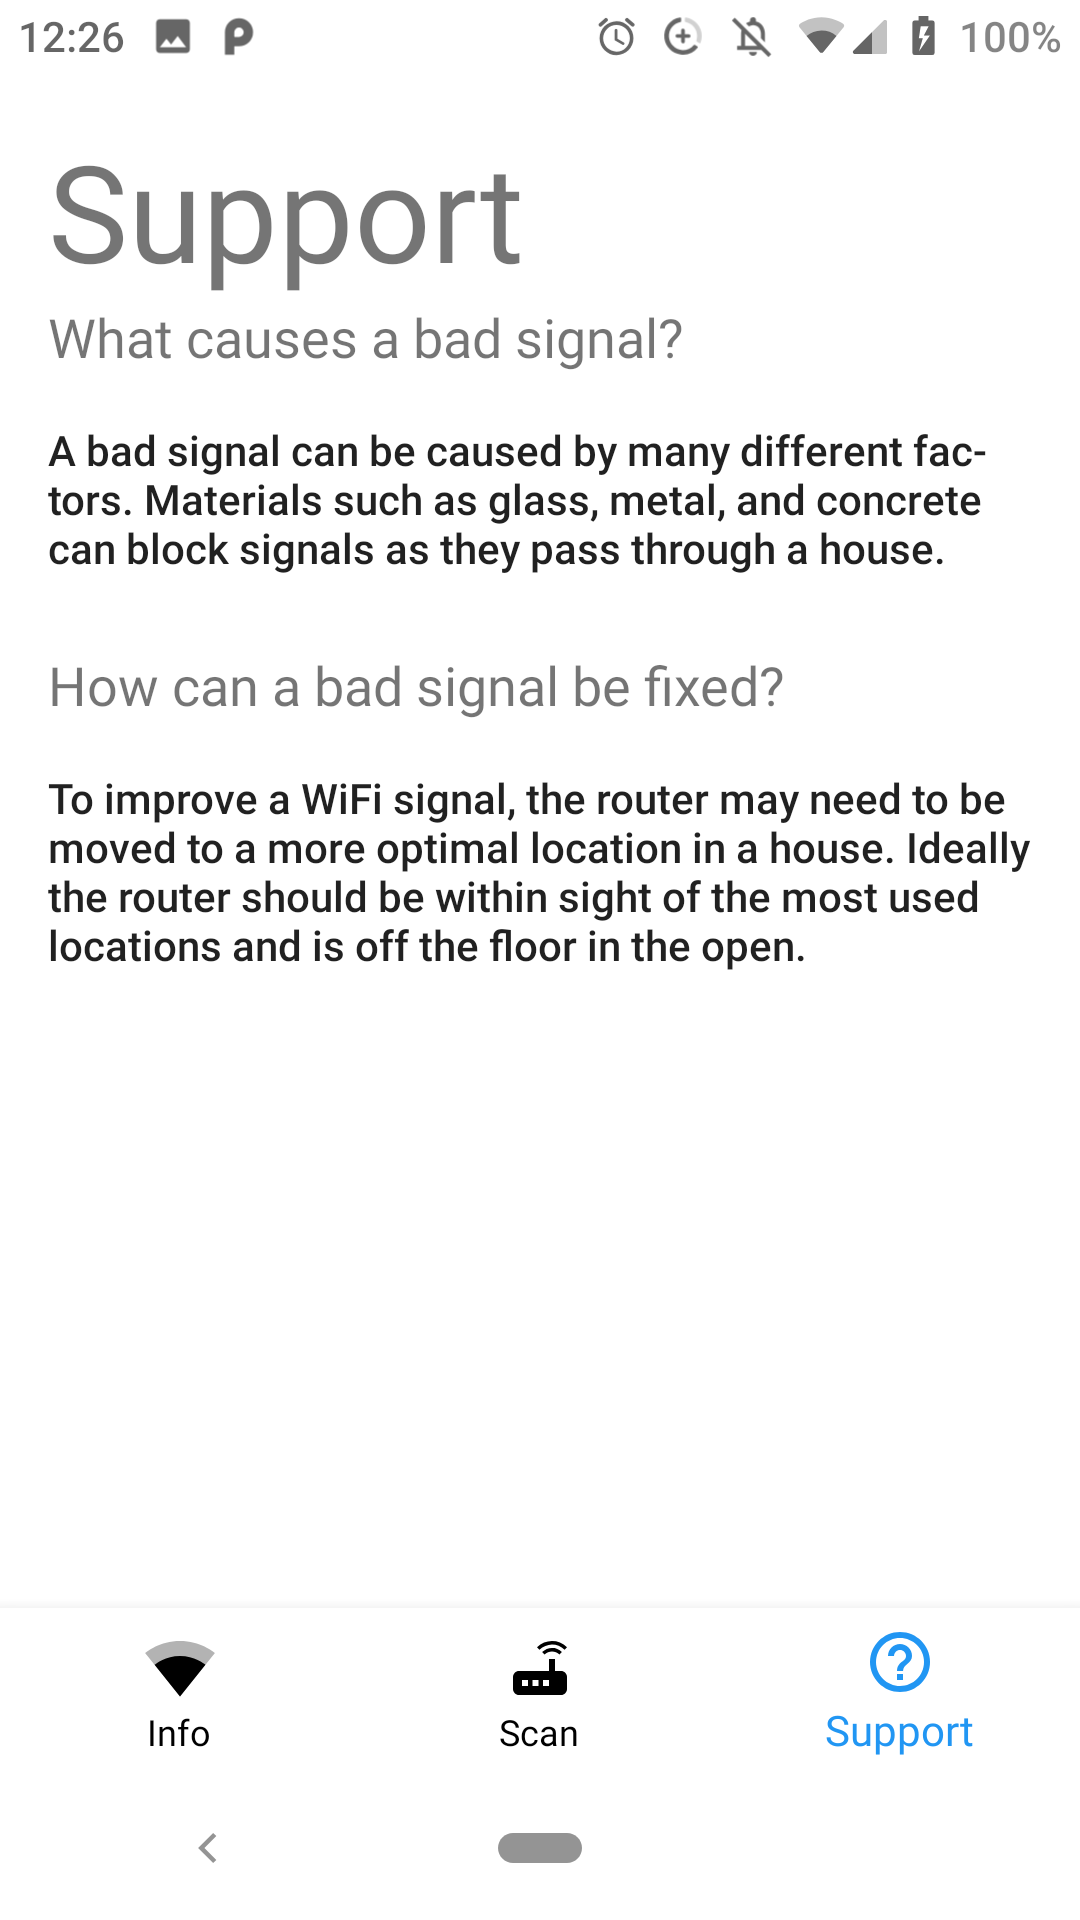 12:26
100%
Support
What causes a bad signal?
A bad signal can be caused by many different fac-
tors. Materials such as glass, metal, and concrete
can block signals as they pass through a house.
How can a bad signal be fixed?
To improve a WiFi signal, the router may need to be
moved to a more optimal location in a house. Ideally
the router should be within sight of the most used
locations and is off the floor in the open.
Info
Scan
Support